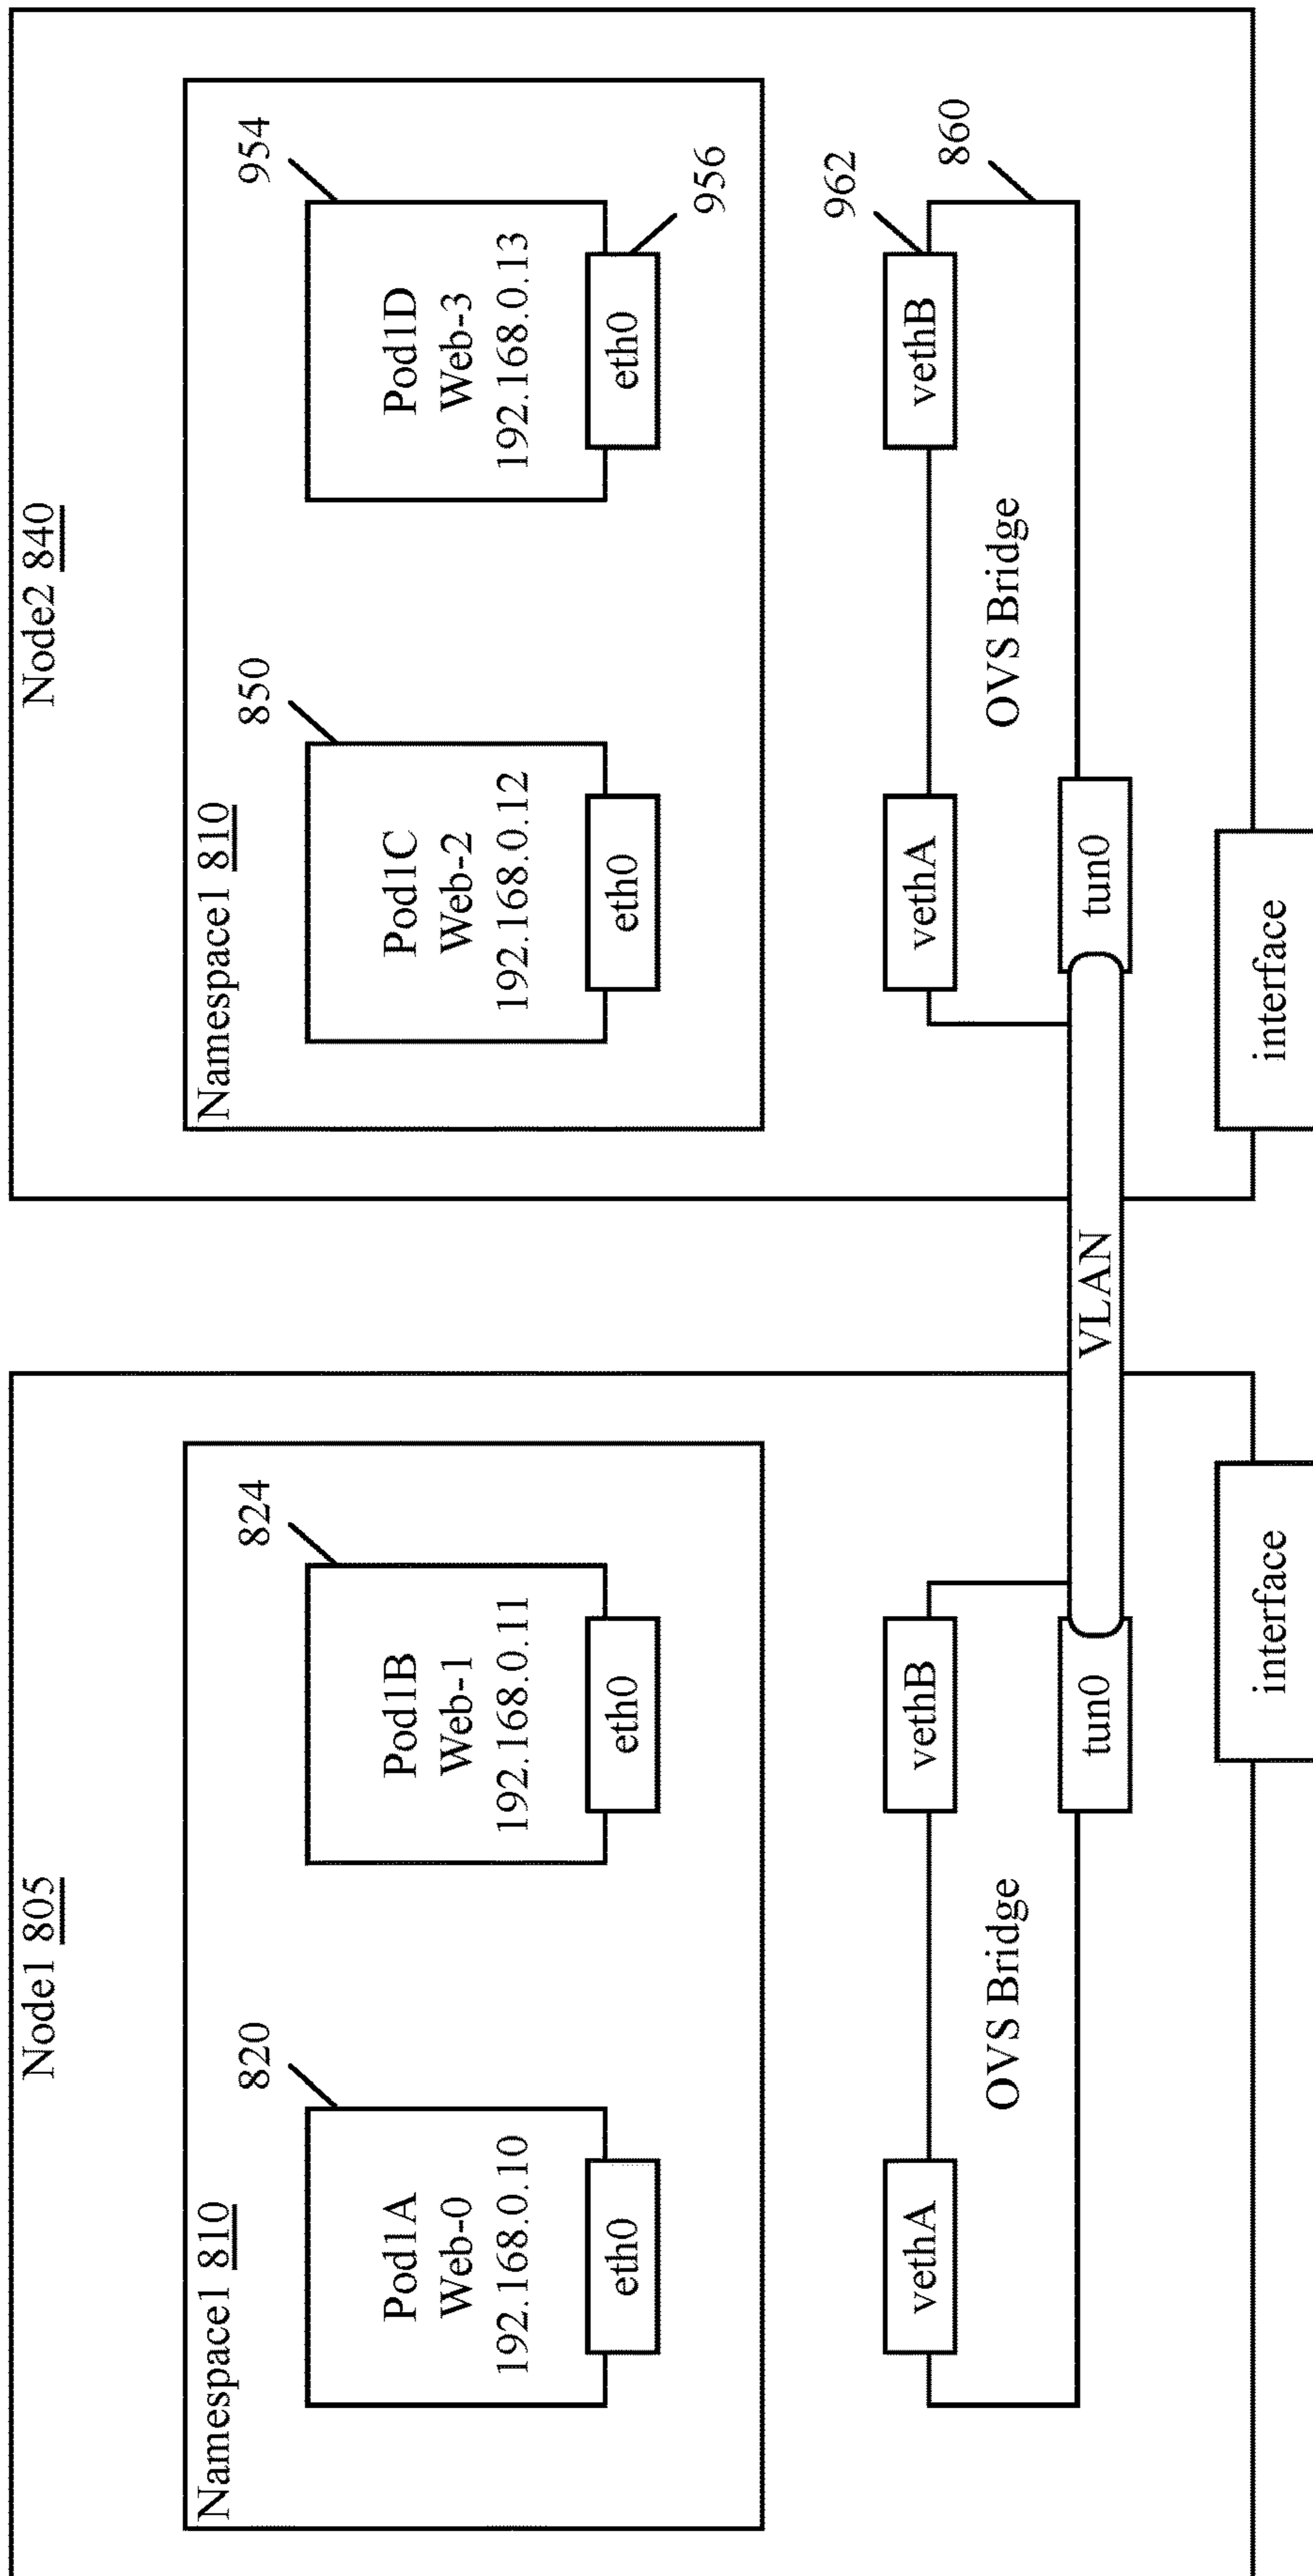 Node1 805
Namespace1 810
820
Pod1A
Web-0
192.168.0.10
eth0
824
Pod1B
Web-1
192.168.0.11
eth0
vethA
vethB
OVS Bridge
tun0
interface
VLAN
Node2 840
Namespace1 810
850
Pod1C
Web-2
192.168.0.12
eth0
954
Pod1D
Web-3
192.168.0.13
eth0
956
vethA
vethB
962
860
OVS Bridge
tun0
interface